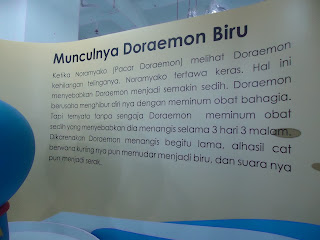 Munculnya Doraemon Biru
Ketika Noramyako (Pacar Doraemon) melihat Doraemon
kehilangan telinganya. Noramyako tertawa keras. Hal ini
menyebabkan Doraemon menjadi semakin sedih. Doraemon
berusaha menghibur diri nya dengan meminum obat bahagia.
Tapi ternyata tanpa sengaja Doraemon meminum obat
sedih yang menyebabkan dia menangis selama 3 hari 3 malam.
Dikarenakan Doraemon menangis begitu lama, alhasil cat
berwarna kuning nya pun memudar menjadi biru, dan suara nya
pun menjadi serak.